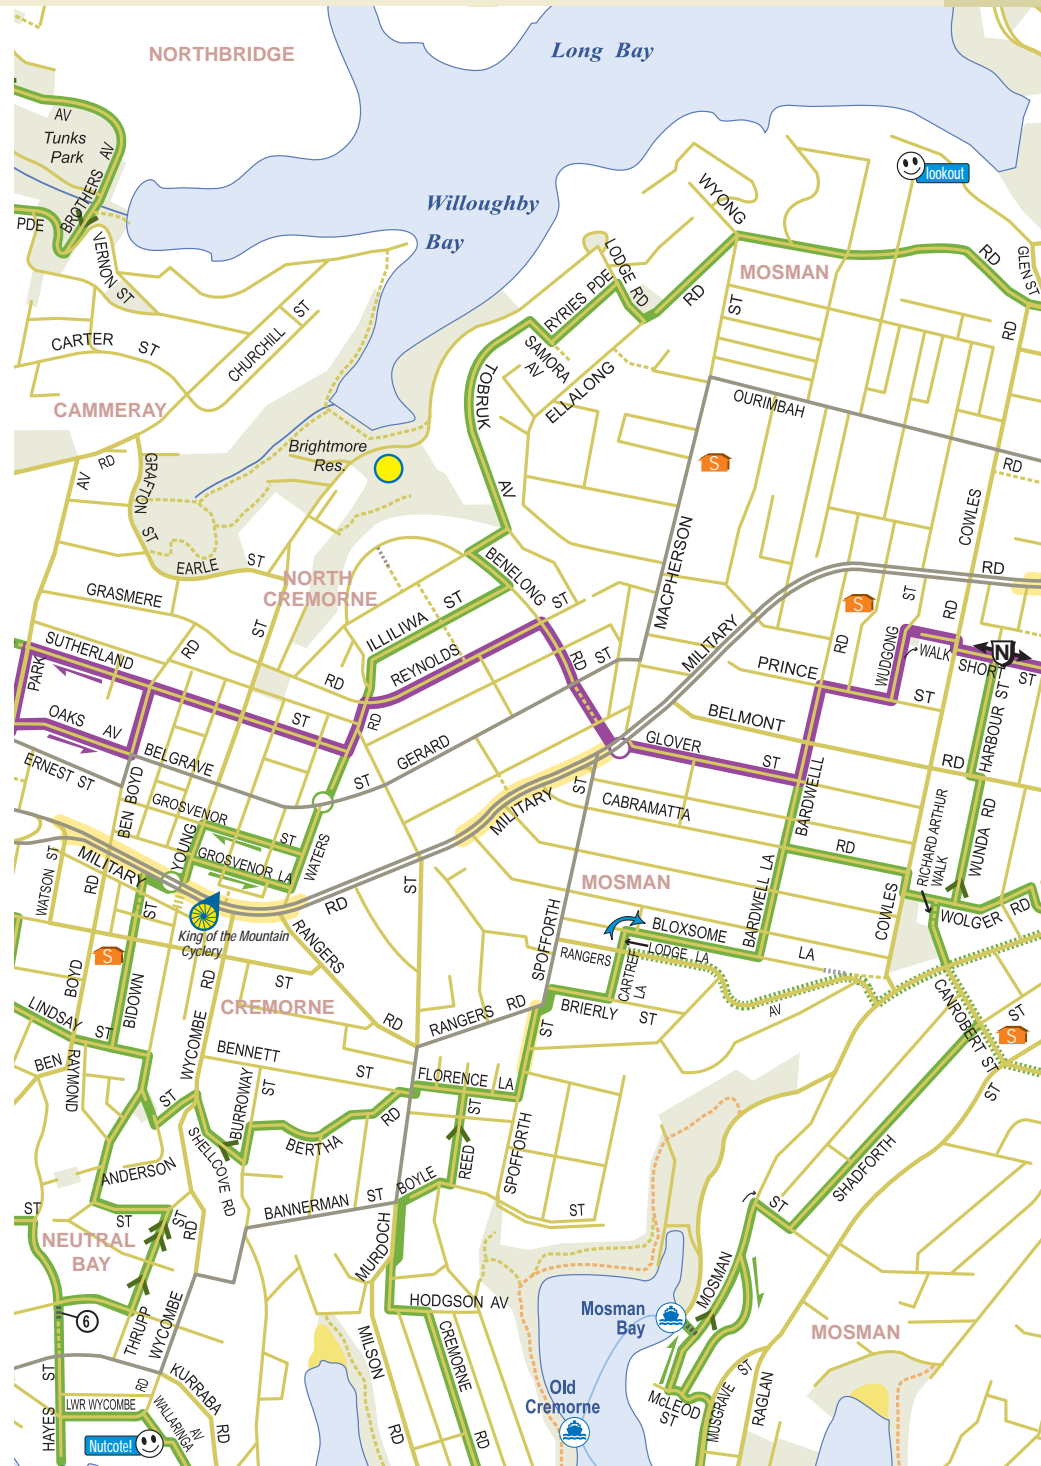 NORTHBRIDGE
Long Bay
AV
Tunks
Park
BROTHERS AV
PDE
VERNON ST
Willoughby
Bay
lookout
WYONG
RD
LODGE RD
RYRIES PDE
MOSMAN
ST
RD
GLEN ST
RD
CARTER ST
CHURCHILL ST
SAMORA
AV
ELLALONG
TOBRUK
AV
CAMMERAY
OURIMBAH
RD
Brightmore
Res.
AV
RD
GRAFTON
ST
S
COWLES
RD
MACPHERSON
ST
EARLE ST
NORTH
CREMORNE
GRASMERE
RD
ST
BENELONG
ST
ILLILIWA ST
MILITARY
RD
S
ST
SUTHERLAND
ST
PARK
REYNOLDS
RD
RD
ST
PRINCE
ST
RD
WUDGONG
WALK
N
SHORT
ST
OAKS AV
BELGRAVE
ST
ERNEST ST
GERARD
RD
BELMONT
RD
GLOVER
ST
HARBOUR ST
BEN BOYD
RD
GROSVENOR
ST
GROSVENOR LA
YOUNG
ST
WATERS
MILITARY
RD
CABRAMATTA
RD
BARDWELLL
RICHARD ARTHUR
WALK
WUNDA RD
MILITARY
WATSON ST
King of the Mountain
Cyclery
RANGERS
RD
ST
MOSMAN
BARDWELL LA
COWLES
WOLGER RD
SPOFFORTH
ST
BLOXSOME
LA
LODGE LA
RANGERS
AV
CARTREF
LA
S
BOYD
BIDOWN
WYCOMBE RD
ST
CREMORNE
RANGERS RD
BRIERLY
ST
CANROBERT ST
ST
S
ST
LINDSAY ST
BEN
RAYMOND
BENNETT
ST
FLORENCE LA
ST
BURROWAY
ST
SHELLCOVE RD
BERTHA
RD
REED
ST
SPOFFORTH
ST
SHADFORTH
ST
ANDERSON
ST
ST
NEUTRAL
BAY
ST
BANNERMAN ST
BOYLE
MURDOCH
6
THRUPP
WYCOMBE
RD
HODGSON AV
MILSON
RD
CREMORNE
RD
Mosman
Bay
MOSMAN
MOSMAN
Old
Cremorne
McLEOD
ST
MUSGRAVE ST
RAGLAN
HAYES ST
LWR WYCOMBE
RD
KURRABA
RD
WALLARINGA
AV
Nutcote!